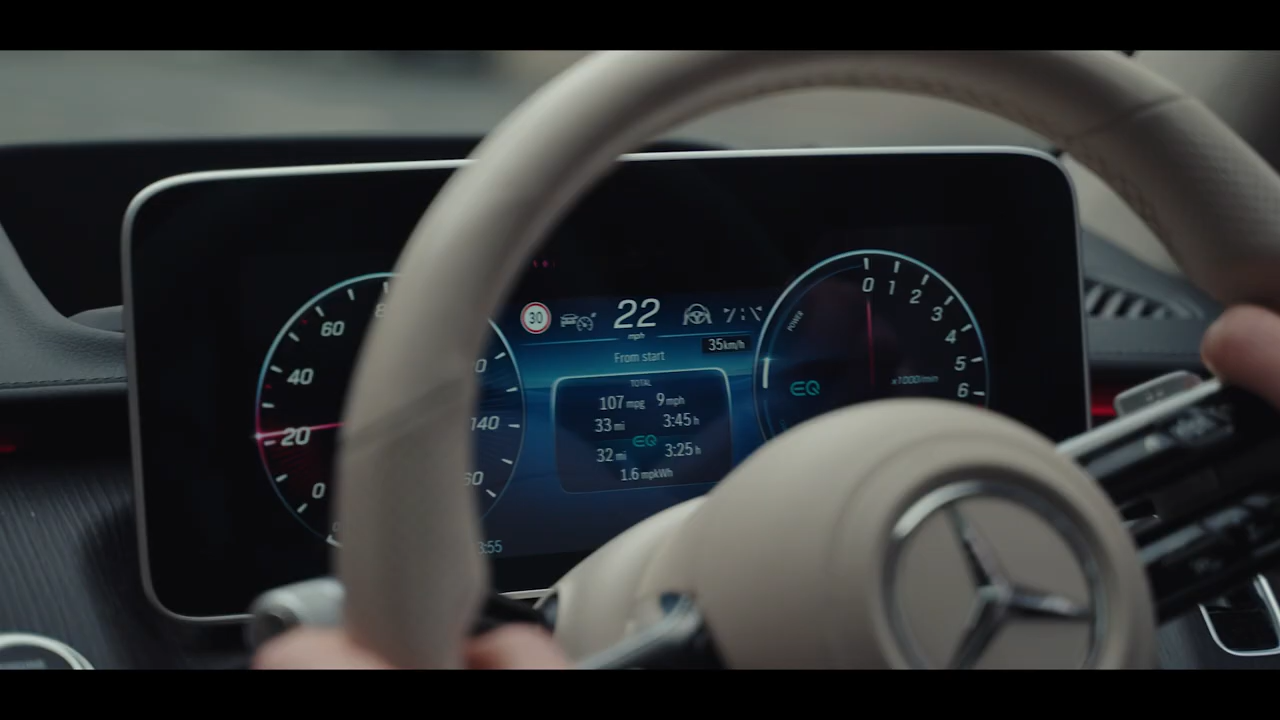 30
22
mph
35km/h
From start
TOTAL
107 mpg 9 mph
33 mi 3:45 h
EQ
32 mi 3:25 h
1.6 mpkWh
60
40
20
0
140
POWER
0
1
2
3
4
5
6
x1000/min
EQ